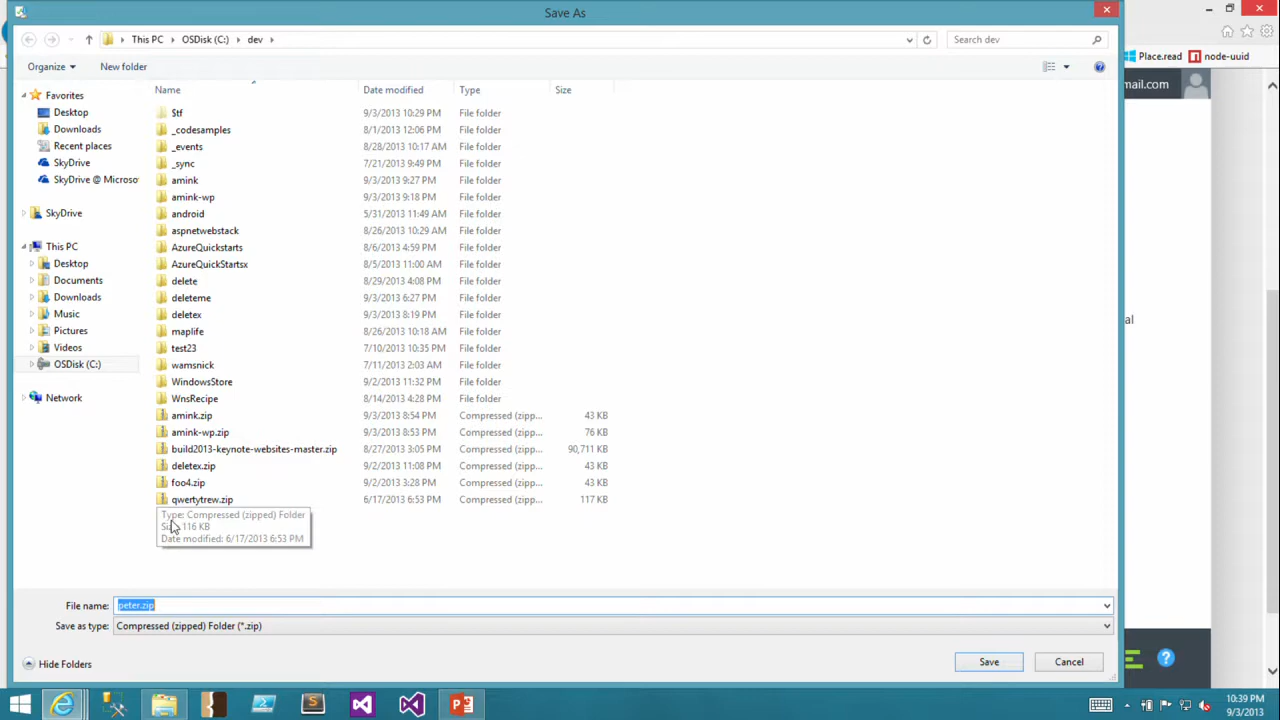 Save As
This PC OSDisk (C:) dev
Search dev
Place.read node-uuid
Organize New folder
mail.com
Name Date modified Type Size
Favorites
Desktop
Downloads
Recent places
SkyDrive
SkyDrive @ Microso
SkyDrive
This PC
Desktop
Documents
Downloads
Music
Pictures
Videos
OSDisk (C:)
Network
$tf 9/3/2013 10:29 PM File folder
_codesamples 8/1/2013 12:06 PM File folder
_events 8/28/2013 10:17 AM File folder
_sync 7/21/2013 9:49 PM File folder
amink 9/3/2013 9:27 PM File folder
amink-wp 9/3/2013 9:18 PM File folder
android 5/31/2013 11:49 AM File folder
aspnetwebstack 8/26/2013 10:29 AM File folder
AzureQuickstarts 8/6/2013 4:59 PM File folder
AzureQuickStartsx 8/5/2013 11:00 AM File folder
delete 8/29/2013 4:08 PM File folder
deleteme 9/3/2013 6:27 PM File folder
deletex 9/3/2013 8:19 PM File folder
maplife 8/26/2013 10:18 AM File folder
test23 7/10/2013 10:35 PM File folder
wamsnick 7/11/2013 2:03 AM File folder
WindowsStore 9/2/2013 11:32 PM File folder
WnsRecipe 8/14/2013 4:28 PM File folder
amink.zip 9/3/2013 8:54 PM Compressed (zipp... 43 KB
amink-wp.zip 9/3/2013 8:53 PM Compressed (zipp... 76 KB
build2013-keynote-websites-master.zip 8/27/2013 3:05 PM Compressed (zipp... 90,711 KB
deletex.zip 9/2/2013 11:08 PM Compressed (zipp... 43 KB
foo4.zip 9/2/2013 3:28 PM Compressed (zipp... 43 KB
qwertytrew.zip 6/17/2013 6:53 PM Compressed (zipp... 117 KB
Type: Compressed (zipped) Folder
116 KB
Date modified: 6/17/2013 6:53 PM
al
File name: peter.zip
Save as type: Compressed (zipped) Folder (*.zip)
Hide Folders Save Cancel
10:39 PM
9/3/2013